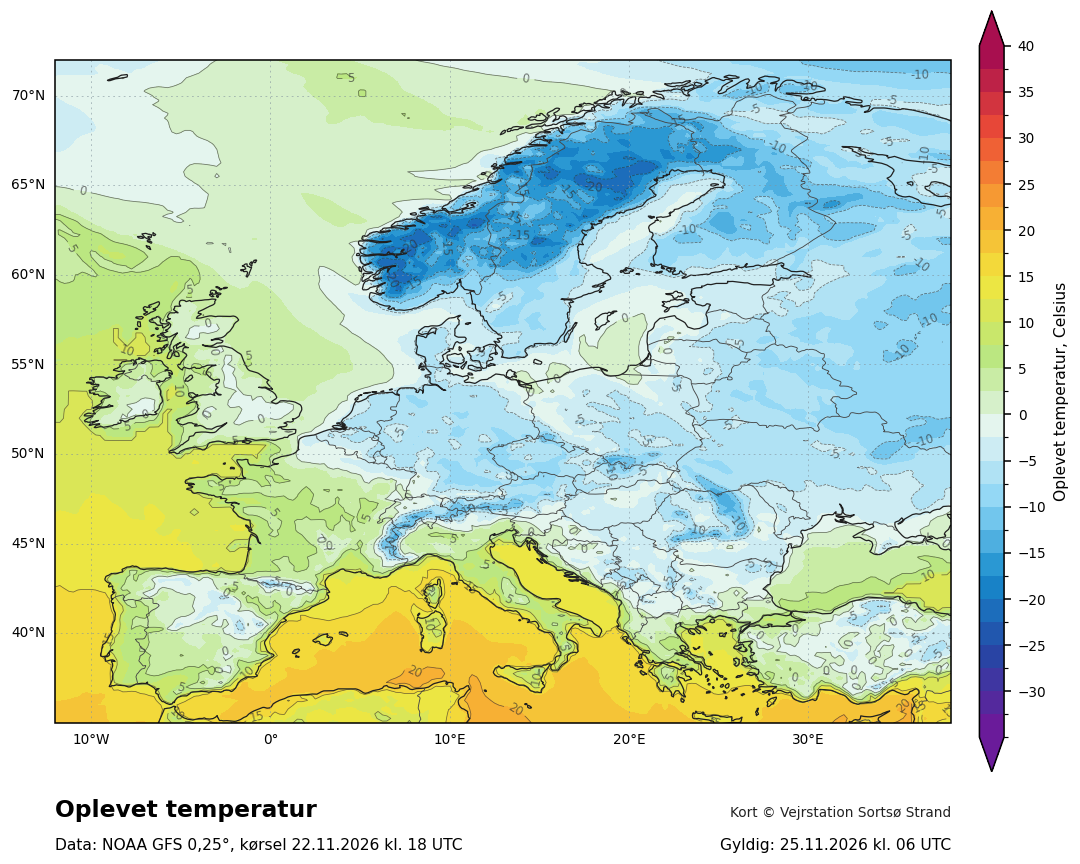 70°N
65°N
60°N
55°N
50°N
45°N
40°N
10°W
0°
10°E
20°E
30°E
40
35
30
25
20
15
10
5
0
−5
−10
−15
−20
−25
−30
Oplevet temperatur, Celsius
Oplevet temperatur
Kort © Vejrstation Sortsø Strand
Data: NOAA GFS 0,25°, kørsel 22.11.2026 kl. 18 UTC
Gyldig: 25.11.2026 kl. 06 UTC